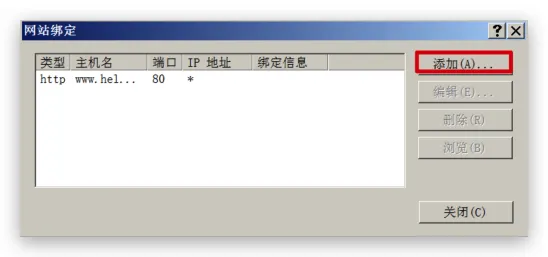 网站绑定
类型 主机名 端口 IP 地址 绑定信息
http www.hel... 80 *
添加(A)...
编辑(E)...
删除(R)
浏览(B)
关闭(C)